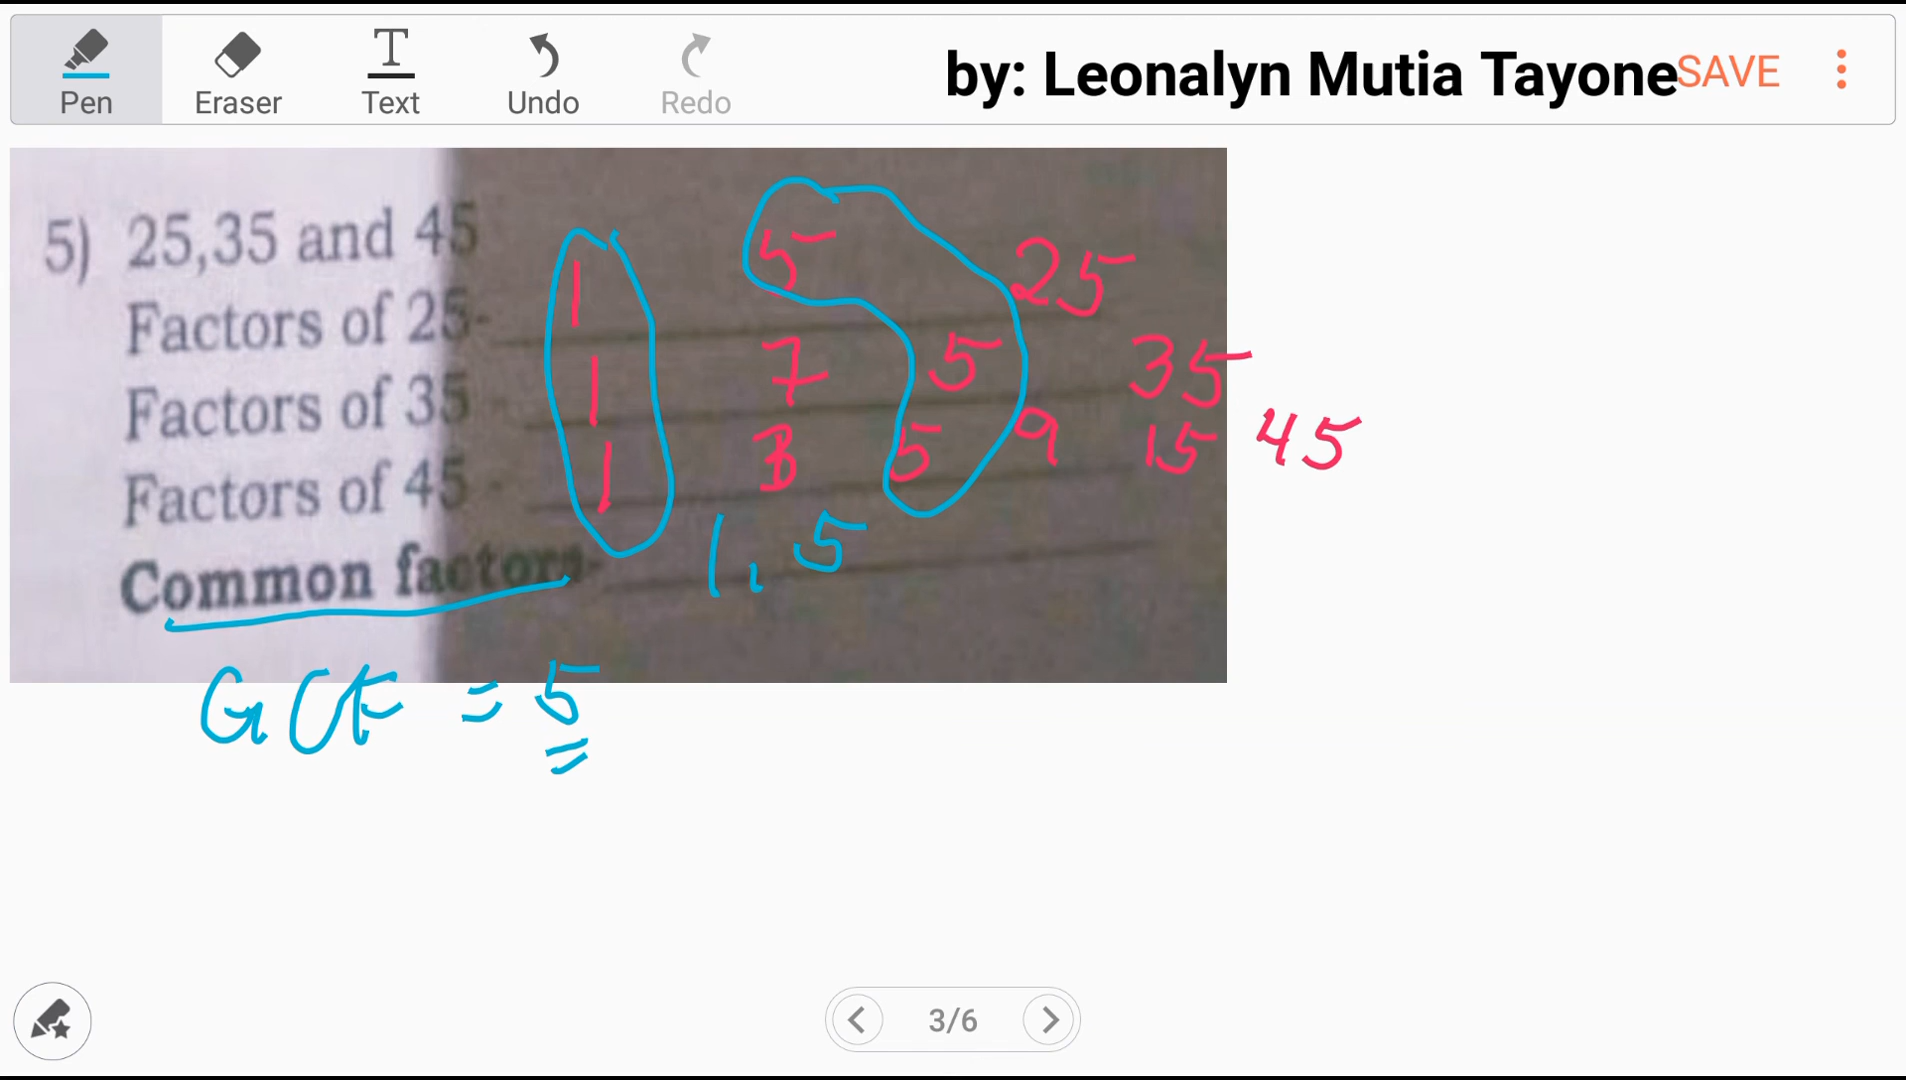 Pen Eraser Text Undo Redo by: Leonalyn Mutia Tayone SAVE
5) 25,35 and 45
Factors of 25- 1 5 25
Factors of 35 - 1 7 5 35
Factors of 45 - 1 3 5 9 15 45
Common factors- 1, 5
GCF = 5
3/6